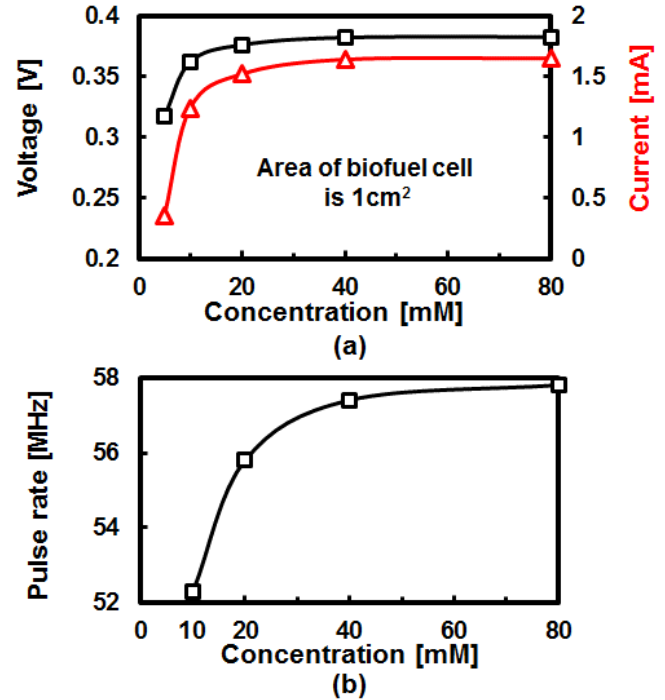 0.4
0.35
0.3
0.25
0.2
Voltage [V]
2
1.5
1
0.5
0
Current [mA]
Area of biofuel cell
is 1cm²
0 20 40 60 80
Concentration [mM]
(a)
58
56
54
52
Pulse rate [MHz]
0 10 20 40 60 80
Concentration [mM]
(b)